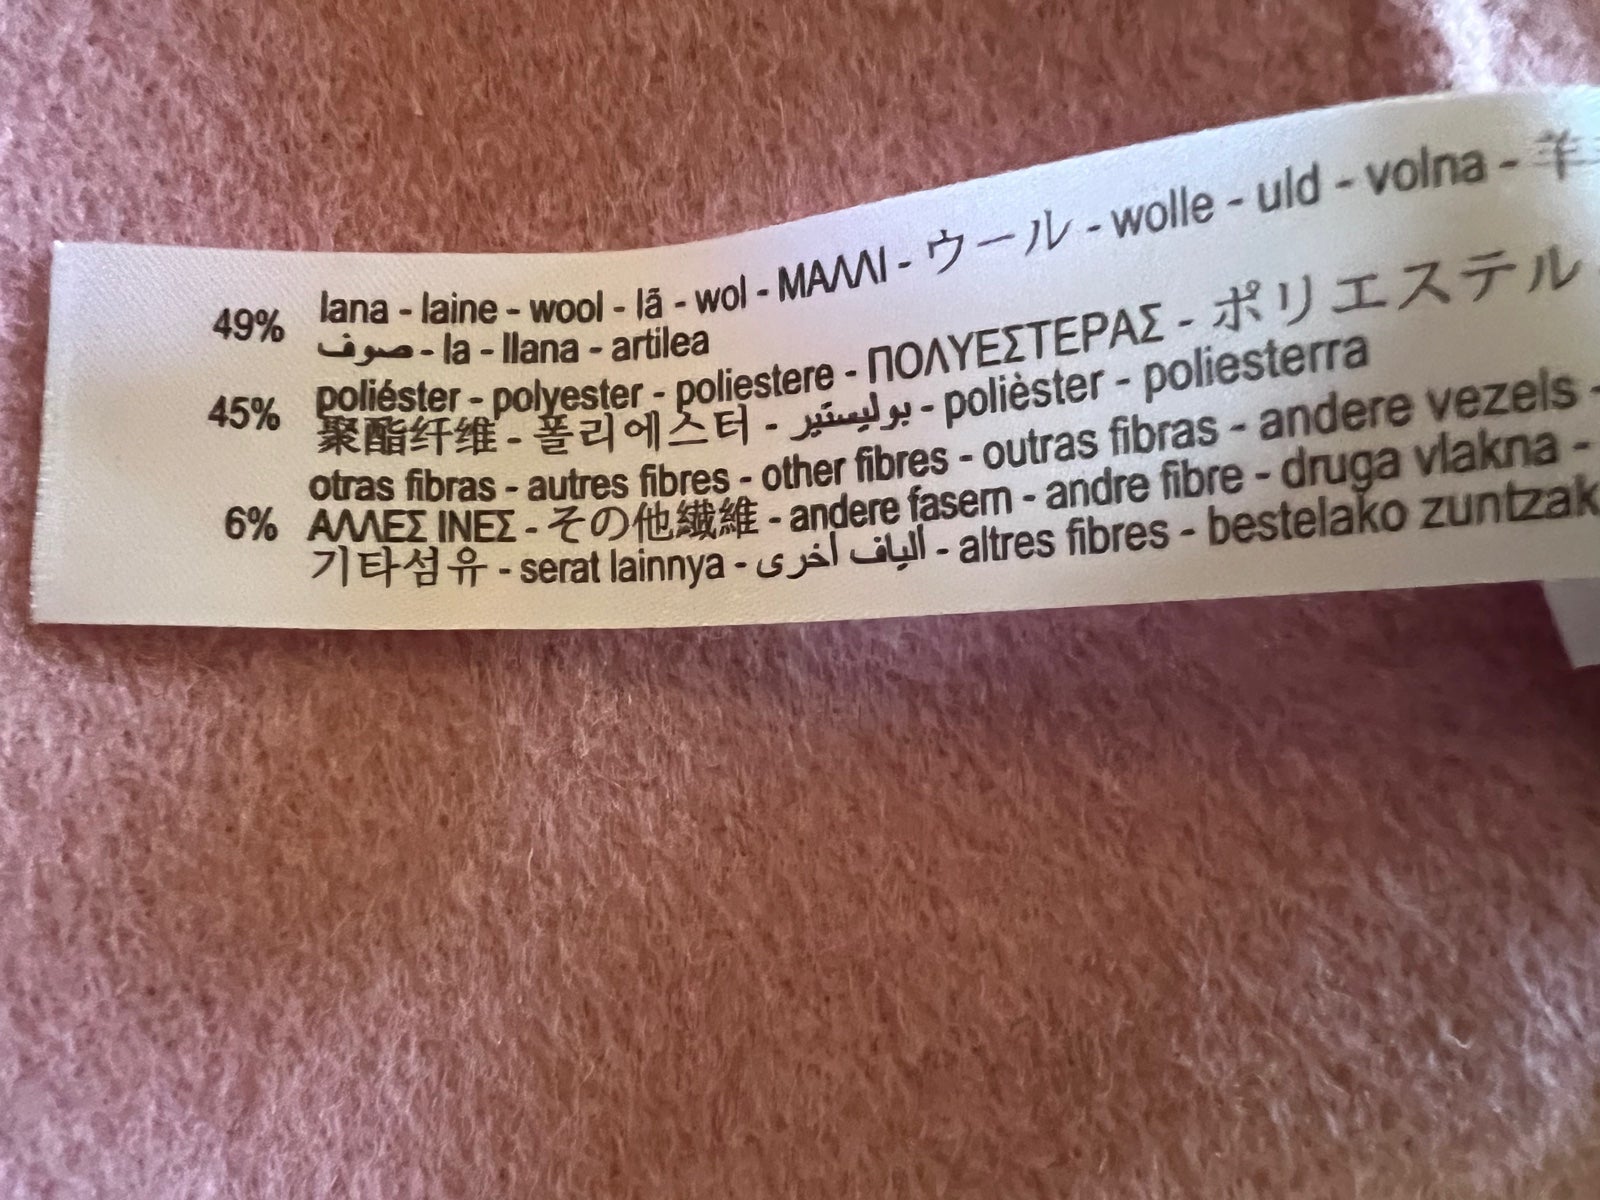 49% lana - laine - wool - lã - wol - ΜΑΛΛΙ - ウール - wolle - uld - volna - 羊
صوف - la - llana - artilea
45% poliéster - polyester - poliestere - ΠΟΛΥΕΣΤΕΡΑΣ - ポリエステル
聚酯纤维 - 폴리에스터 - بوليستير - polièster - poliesterra
otras fibras - autres fibres - other fibres - outras fibras - andere vezels -
6% ΑΛΛΕΣ ΙΝΕΣ - その他繊維 - andere fasern - andre fibre - druga vlakna -
기타섬유 - serat lainnya - ألياف أخرى - altres fibres - bestelako zuntzak